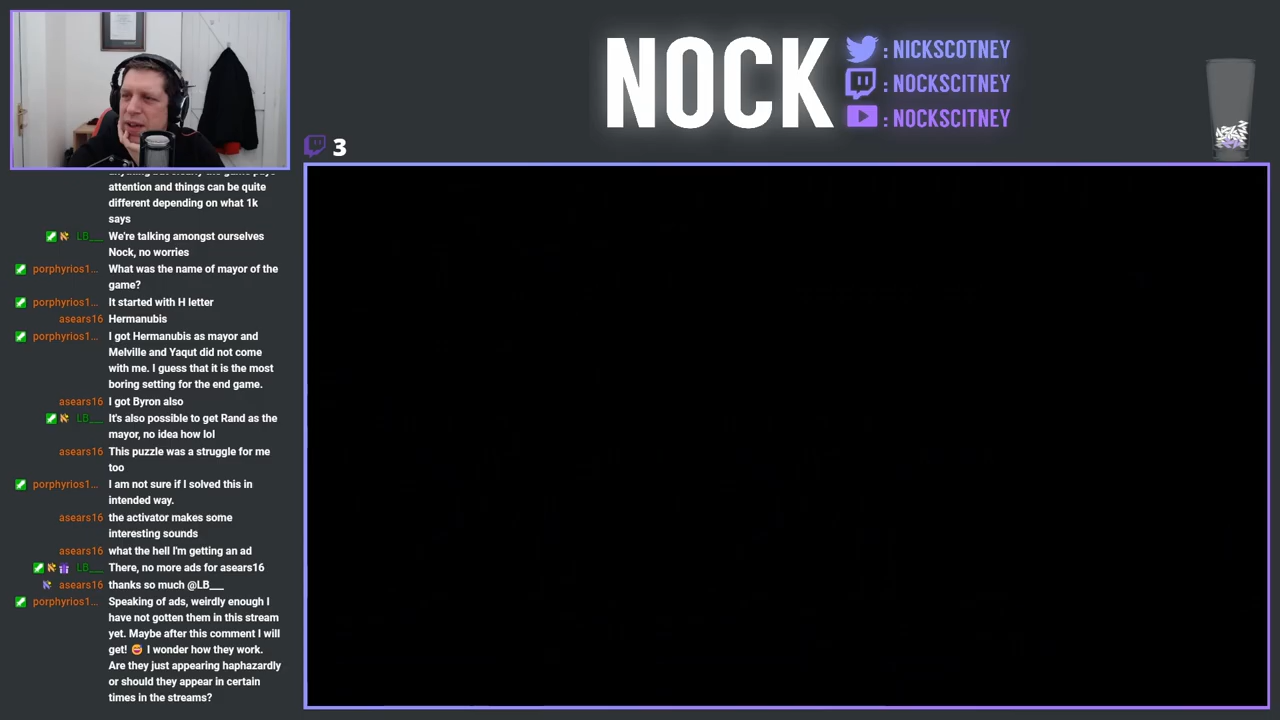 NOCK
: NICKSCOTNEY
: NOCKSCITNEY
: NOCKSCITNEY
3
attention and things can be quite
different depending on what 1k
says
LB__ We're talking amongst ourselves
Nock, no worries
porphyrios1... What was the name of mayor of the
game?
porphyrios1... It started with H letter
asears16 Hermanubis
porphyrios1... I got Hermanubis as mayor and
Melville and Yaqut did not come
with me. I guess that it is the most
boring setting for the end game.
asears16 I got Byron also
LB__ It's also possible to get Rand as the
mayor, no idea how lol
asears16 This puzzle was a struggle for me
too
porphyrios1... I am not sure if I solved this in
intended way.
asears16 the activator makes some
interesting sounds
asears16 what the hell I'm getting an ad
LB__ There, no more ads for asears16
asears16 thanks so much @LB__
porphyrios1... Speaking of ads, weirdly enough I
have not gotten them in this stream
yet. Maybe after this comment I will
get! 😅 I wonder how they work.
Are they just appearing haphazardly
or should they appear in certain
times in the streams?